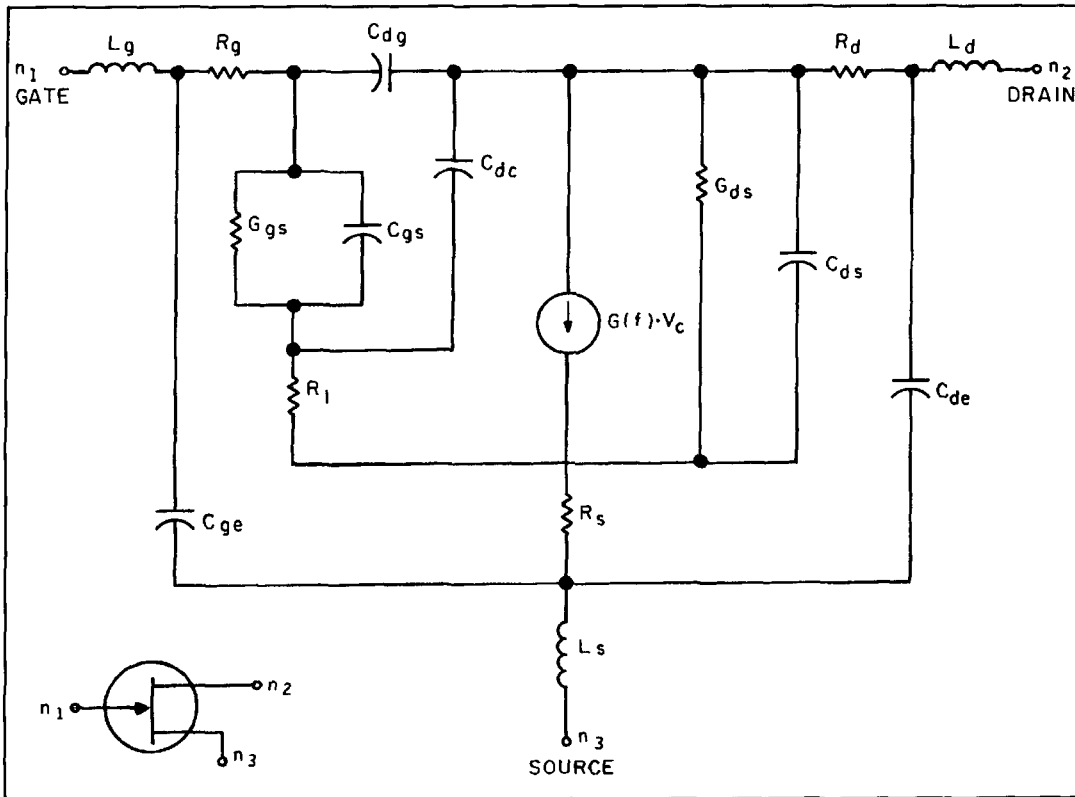 Lg
Rg
Cdg
Rd
Ld
n1
GATE
n2
DRAIN
Ggs
Cgs
Cdc
Gds
Cds
G(f)·Vc
R1
Cde
Cge
Rs
Ls
n1
n2
n3
n3
SOURCE